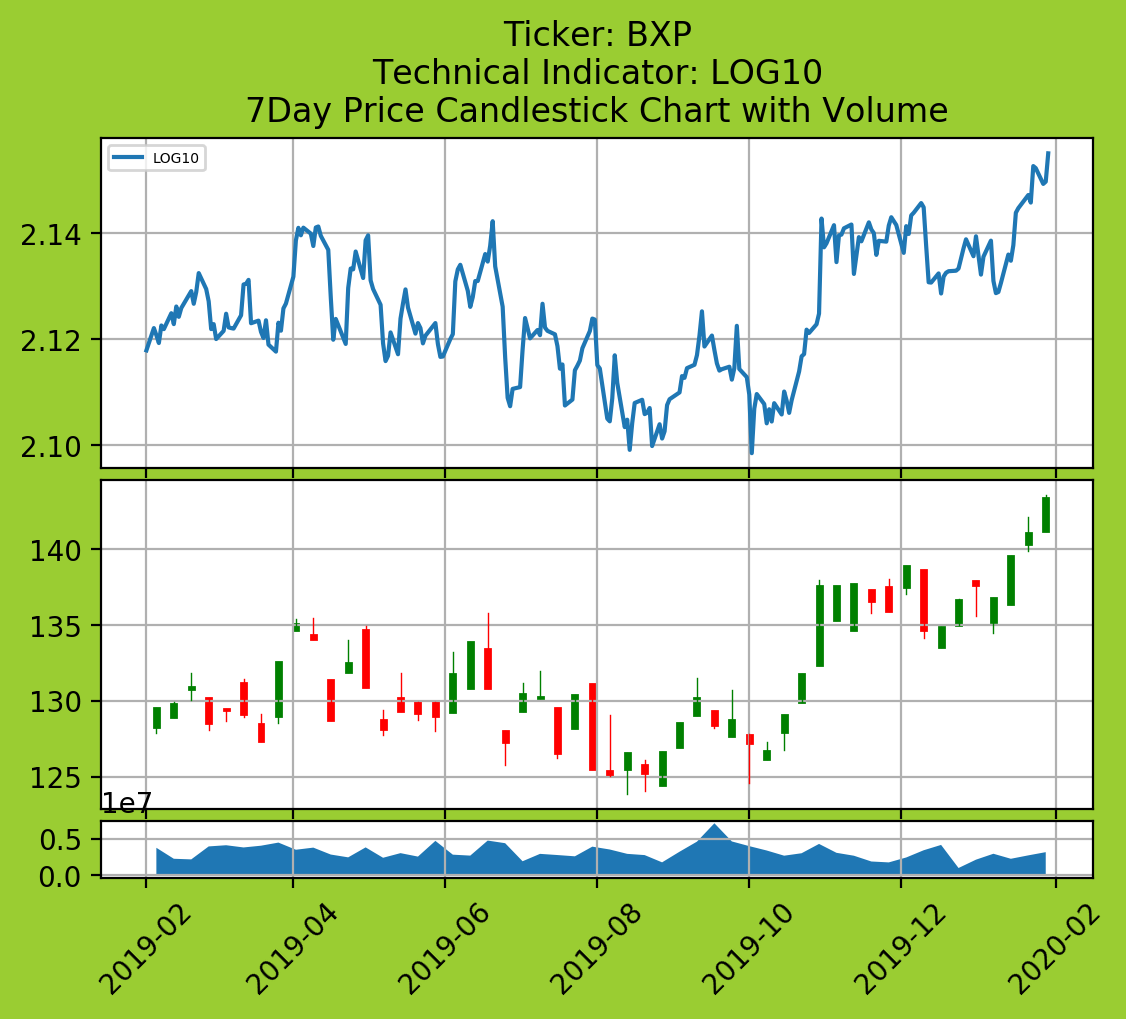 Ticker: BXP
Technical Indicator: LOG10
7Day Price Candlestick Chart with Volume
LOG10
2.14
2.12
2.10
140
135
130
125
1e7
0.5
0.0
2019-02 2019-04 2019-06 2019-08 2019-10 2019-12 2020-02